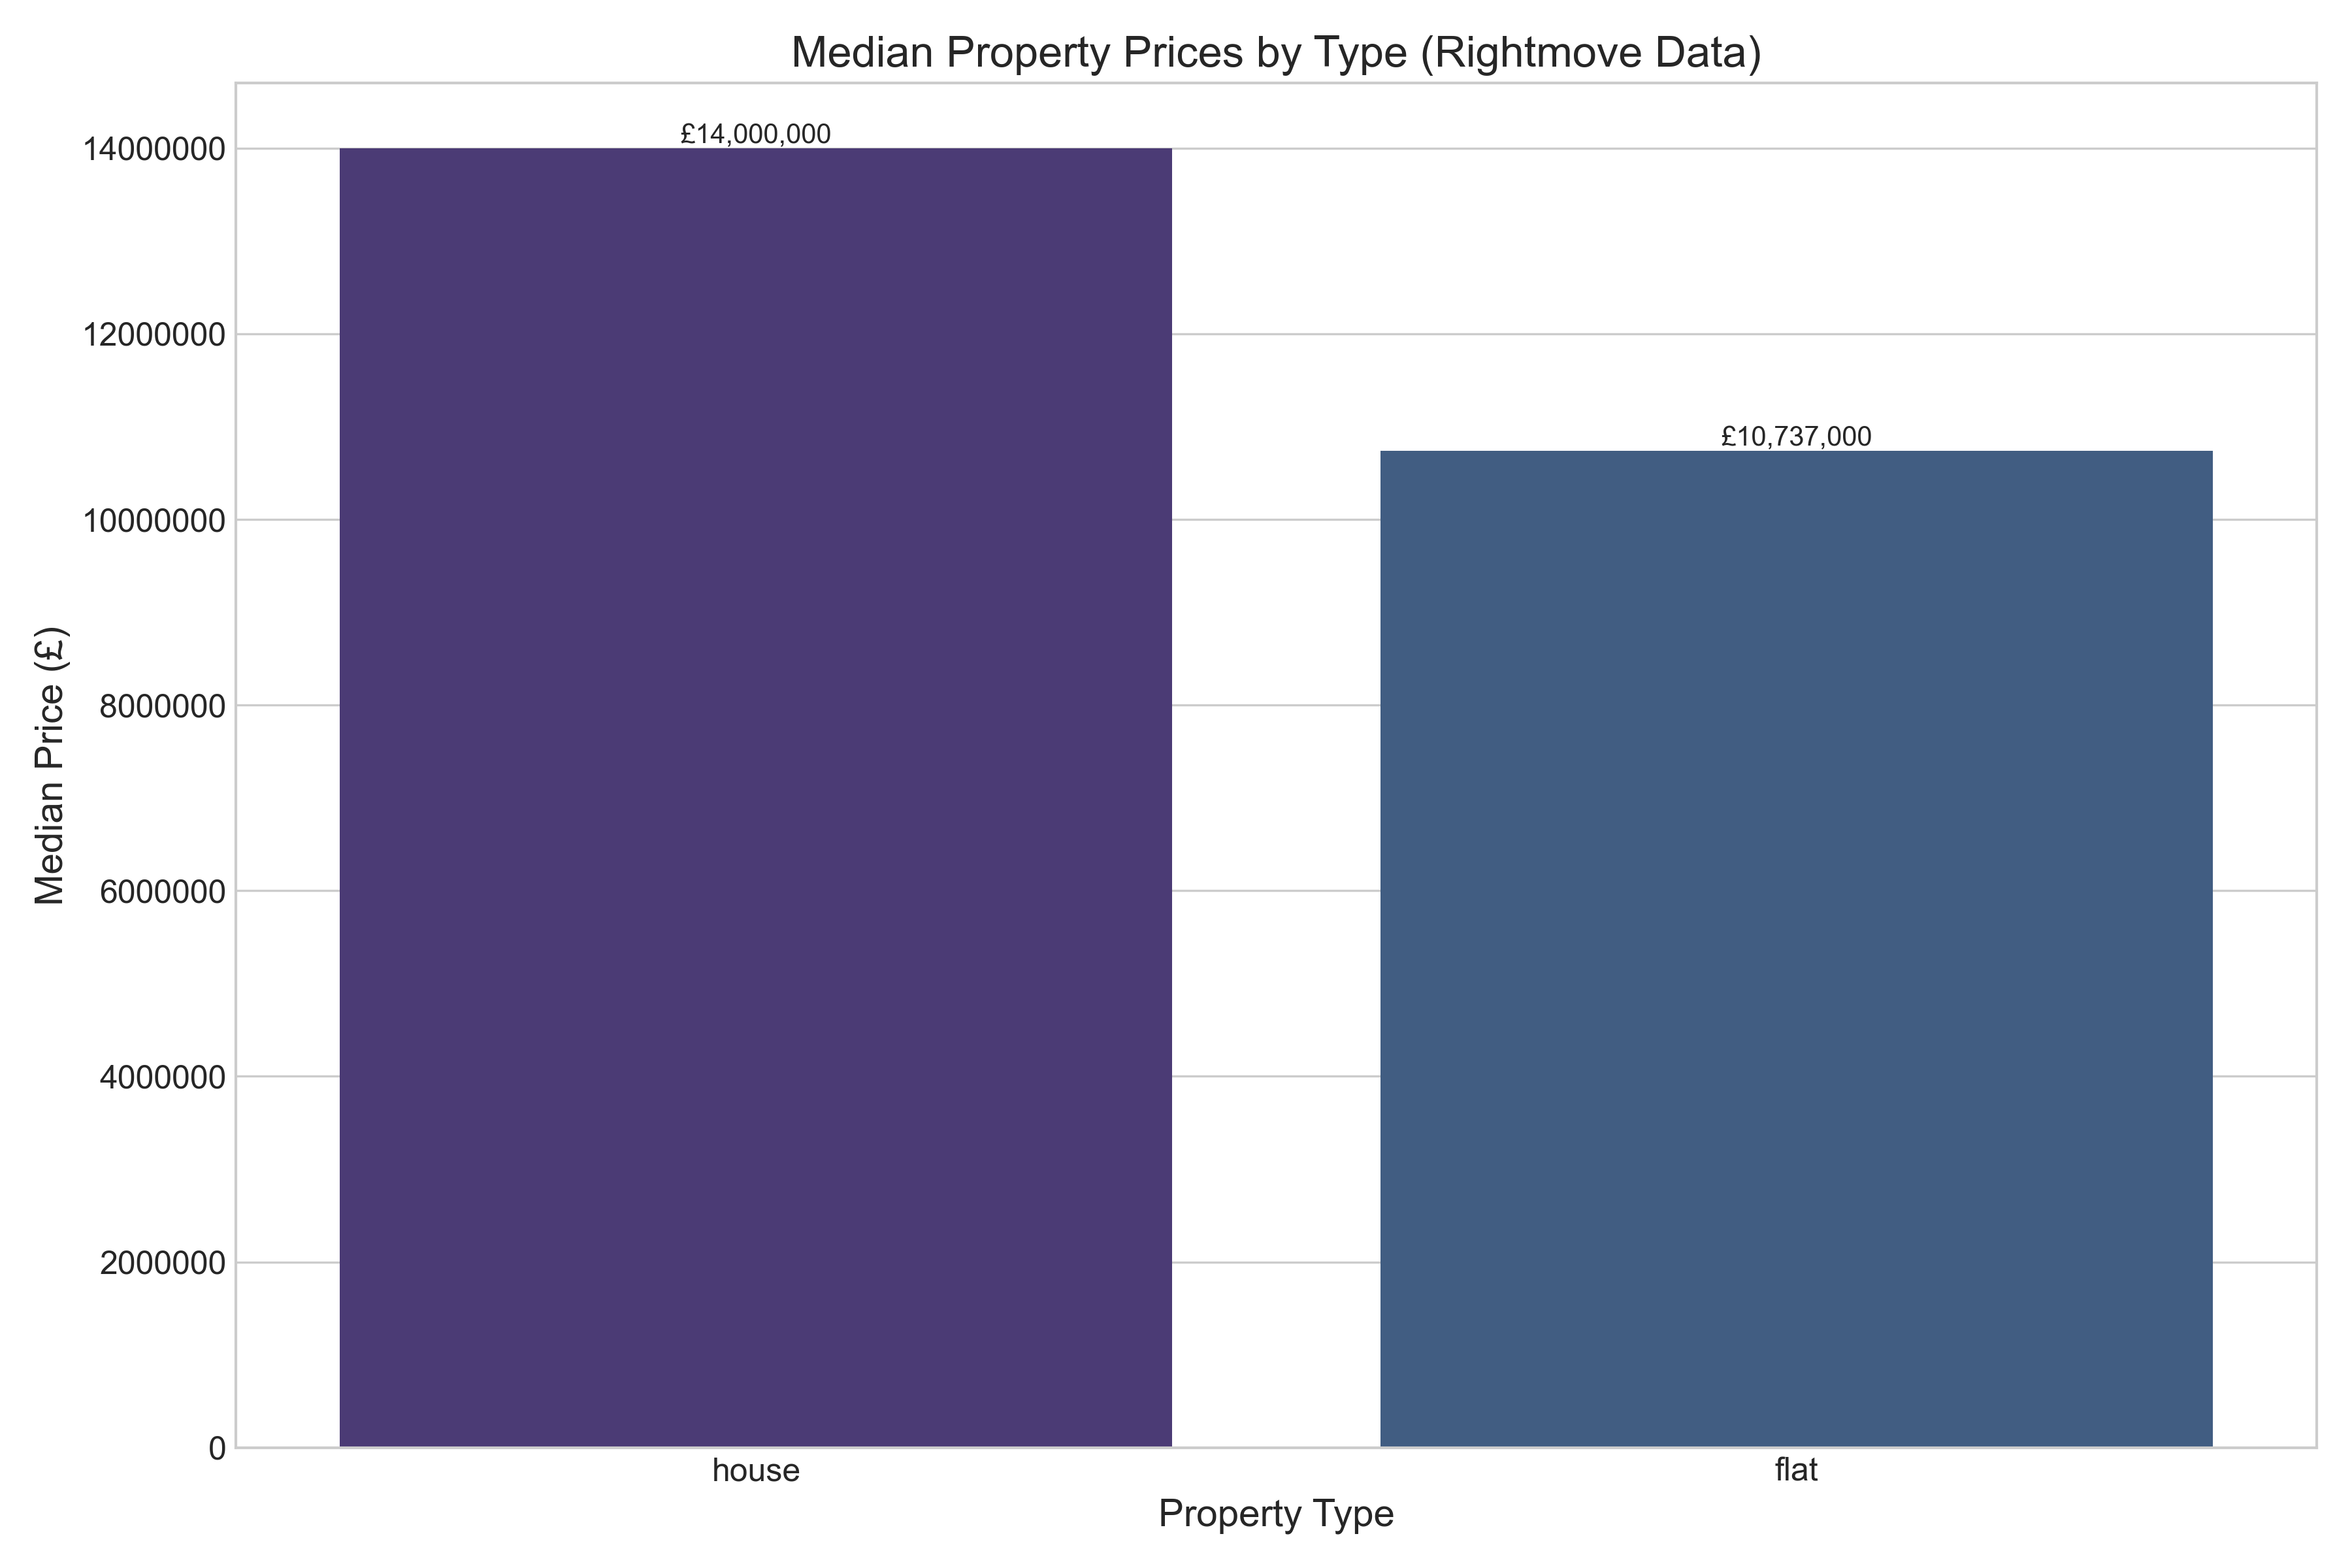 Median Property Prices by Type (Rightmove Data)
£14,000,000
14000000
12000000
£10,737,000
10000000
8000000
Median Price (£)
6000000
4000000
2000000
0
house
flat
Property Type